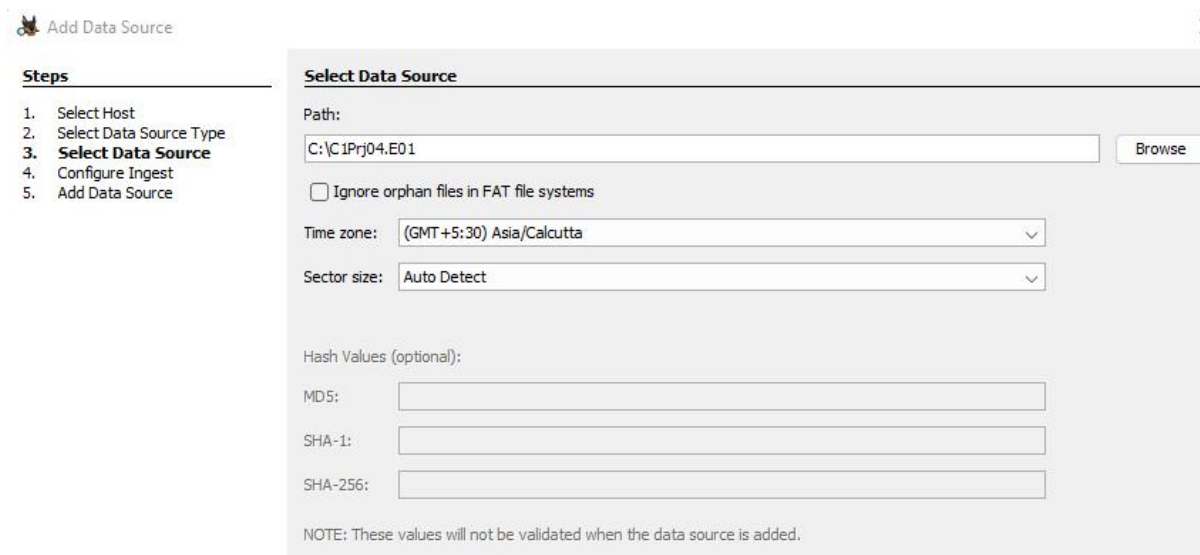 Add Data Source
Steps
1. Select Host
2. Select Data Source Type
3. Select Data Source
4. Configure Ingest
5. Add Data Source
Select Data Source
Path:
C:\C1Prj04.E01 Browse
Ignore orphan files in FAT file systems
Time zone: (GMT+5:30) Asia/Calcutta
Sector size: Auto Detect
Hash Values (optional):
MD5:
SHA-1:
SHA-256:
NOTE: These values will not be validated when the data source is added.